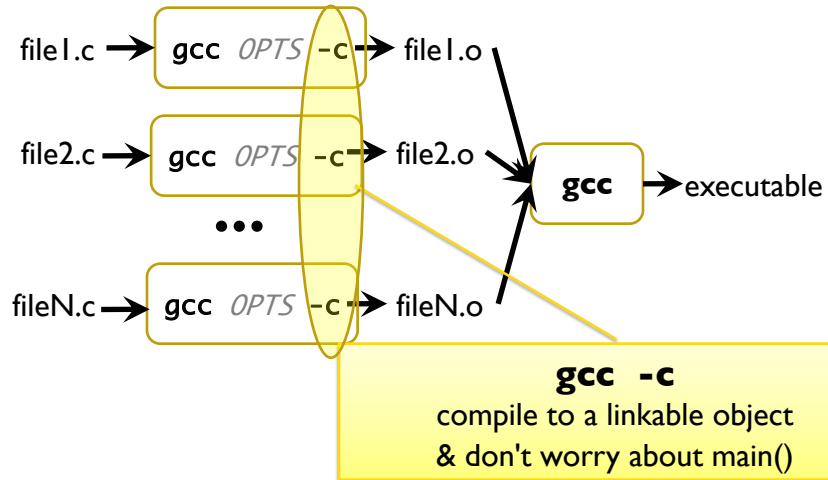 file1.c gcc OPTS -c file1.o
file2.c gcc OPTS -c file2.o
gcc executable
•••
fileN.c gcc OPTS -c fileN.o
gcc -c
compile to a linkable object
& don't worry about main()